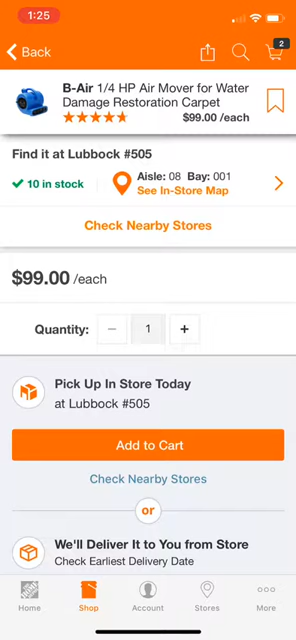 1:25
Back
2
B-Air 1/4 HP Air Mover for Water
Damage Restoration Carpet
$99.00 /each
Find it at Lubbock #505
10 in stock
Aisle: 08 Bay: 001
See In-Store Map
Check Nearby Stores
$99.00 /each
Quantity: − 1 +
Pick Up In Store Today
at Lubbock #505
Add to Cart
Check Nearby Stores
or
We'll Deliver It to You from Store
Check Earliest Delivery Date
Home
Shop
Account
Stores
More